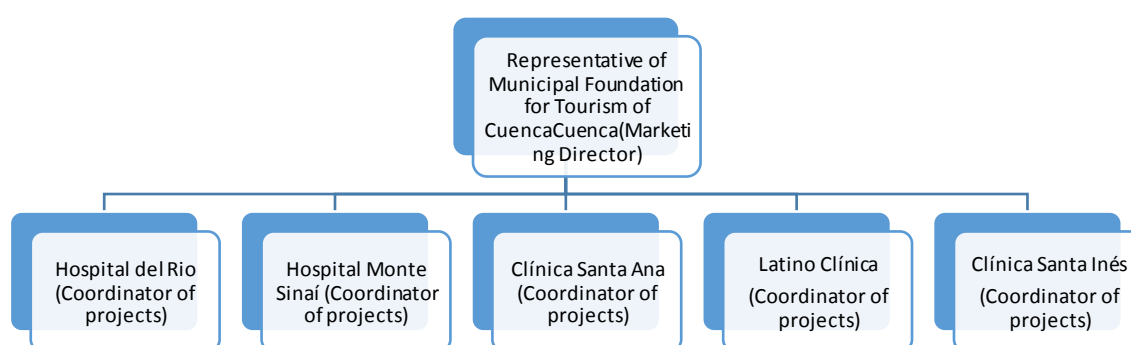 Representative of
Municipal Foundation
for Tourism of
CuencaCuenca(Marketi
ng Director)
Hospital del Rio
(Coordinator of
projects)
Hospital Monte
Sinaí (Coordinator
of projects)
Clínica Santa Ana
(Coordinator of
projects)
Latino Clínica
(Coordinator of
projects)
Clínica Santa Inés
(Coordinator of
projects)